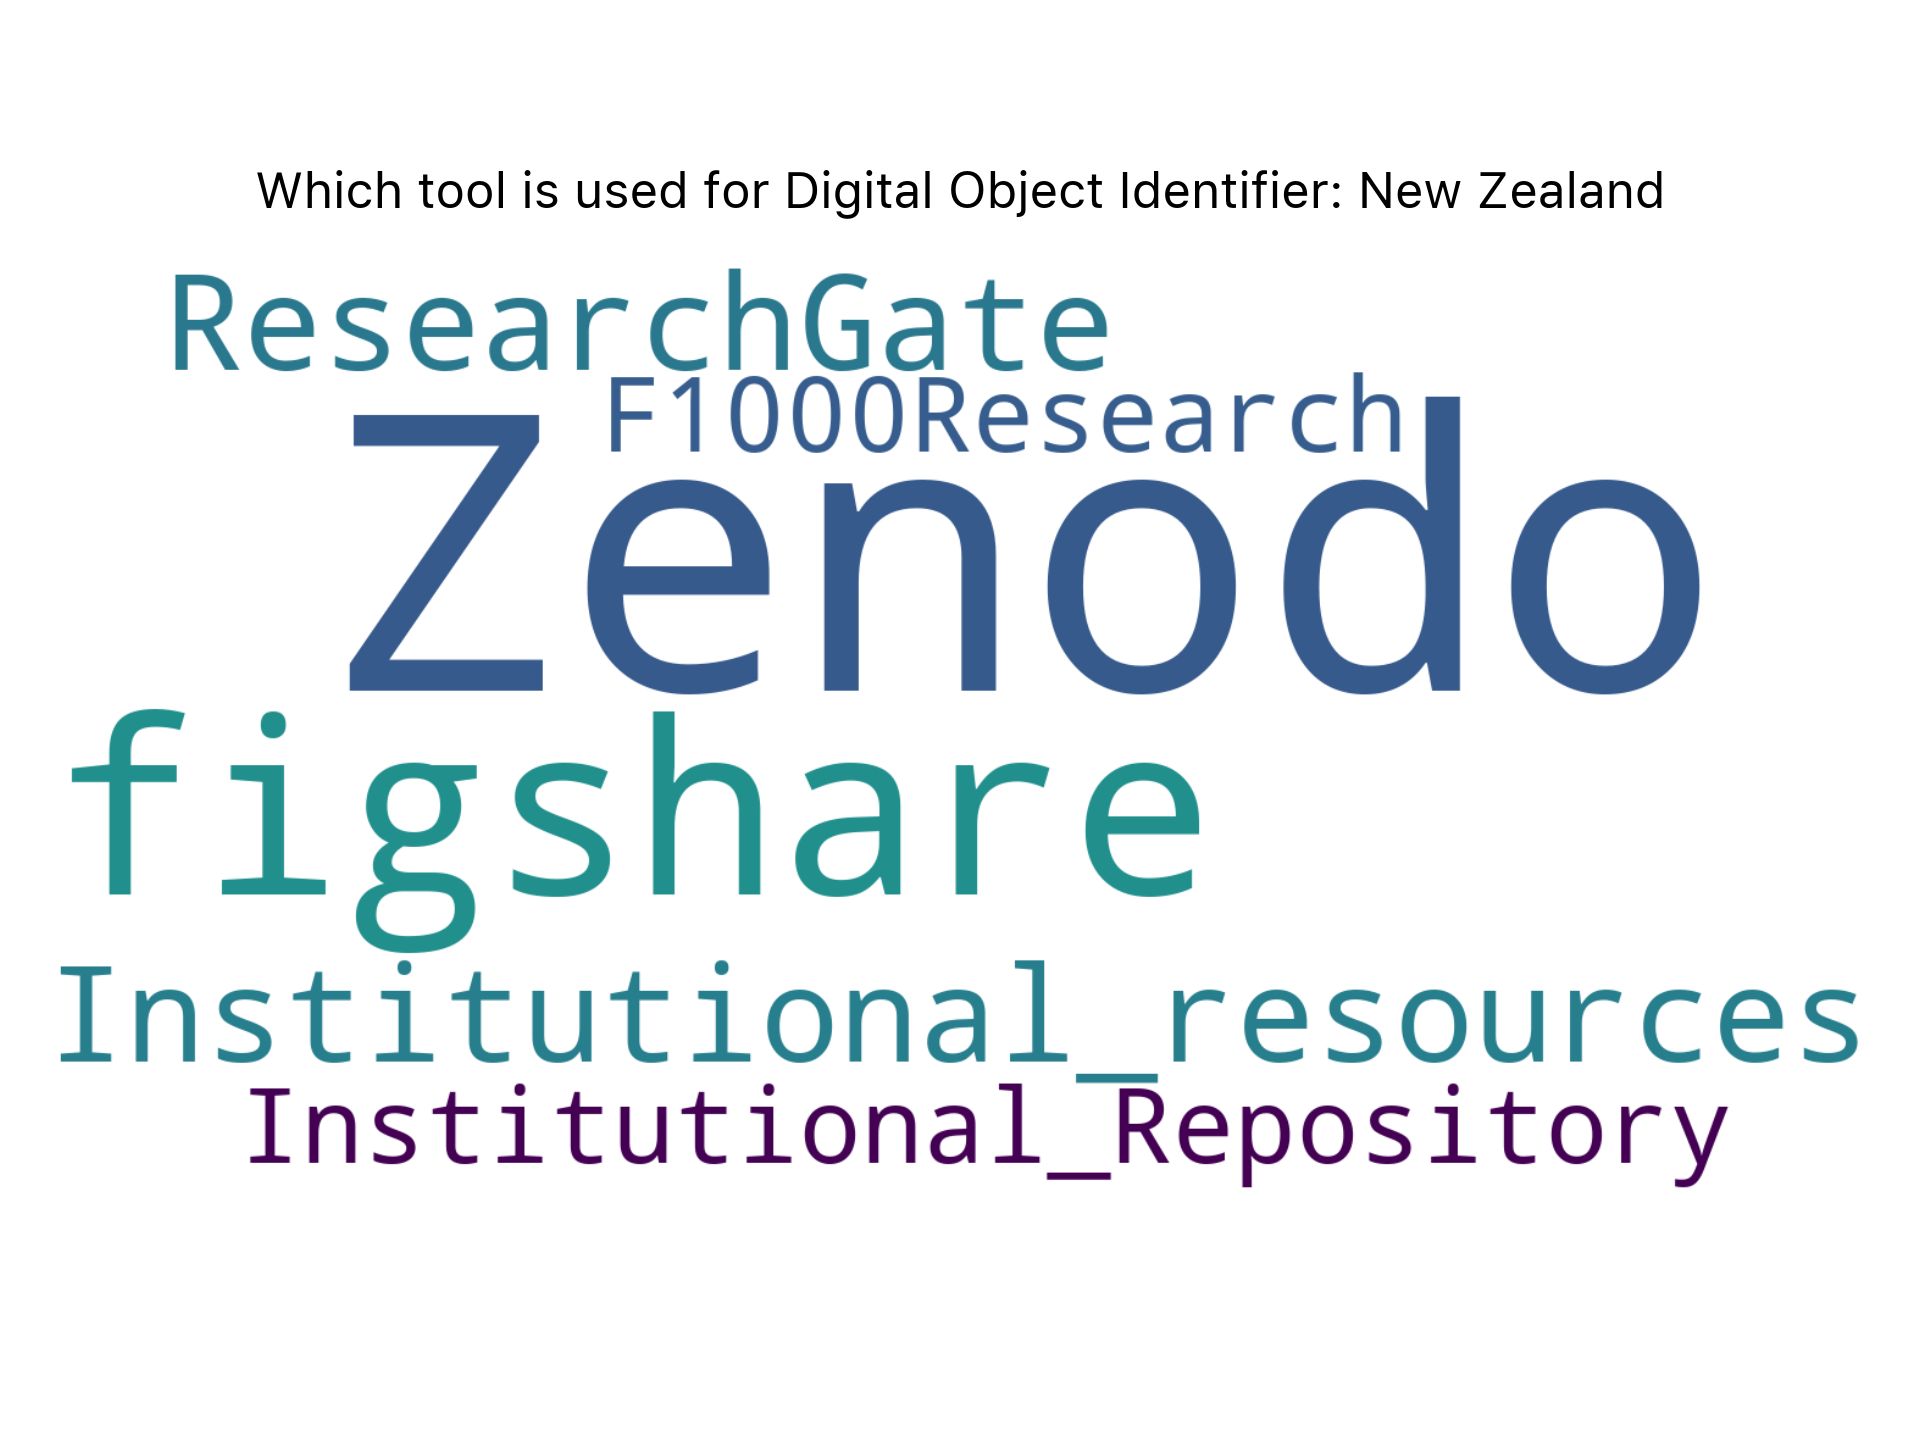 Which tool is used for Digital Object Identifier: New Zealand
ResearchGate
F1000Research
Zenodo
figshare
Institutional_resources
Institutional_Repository